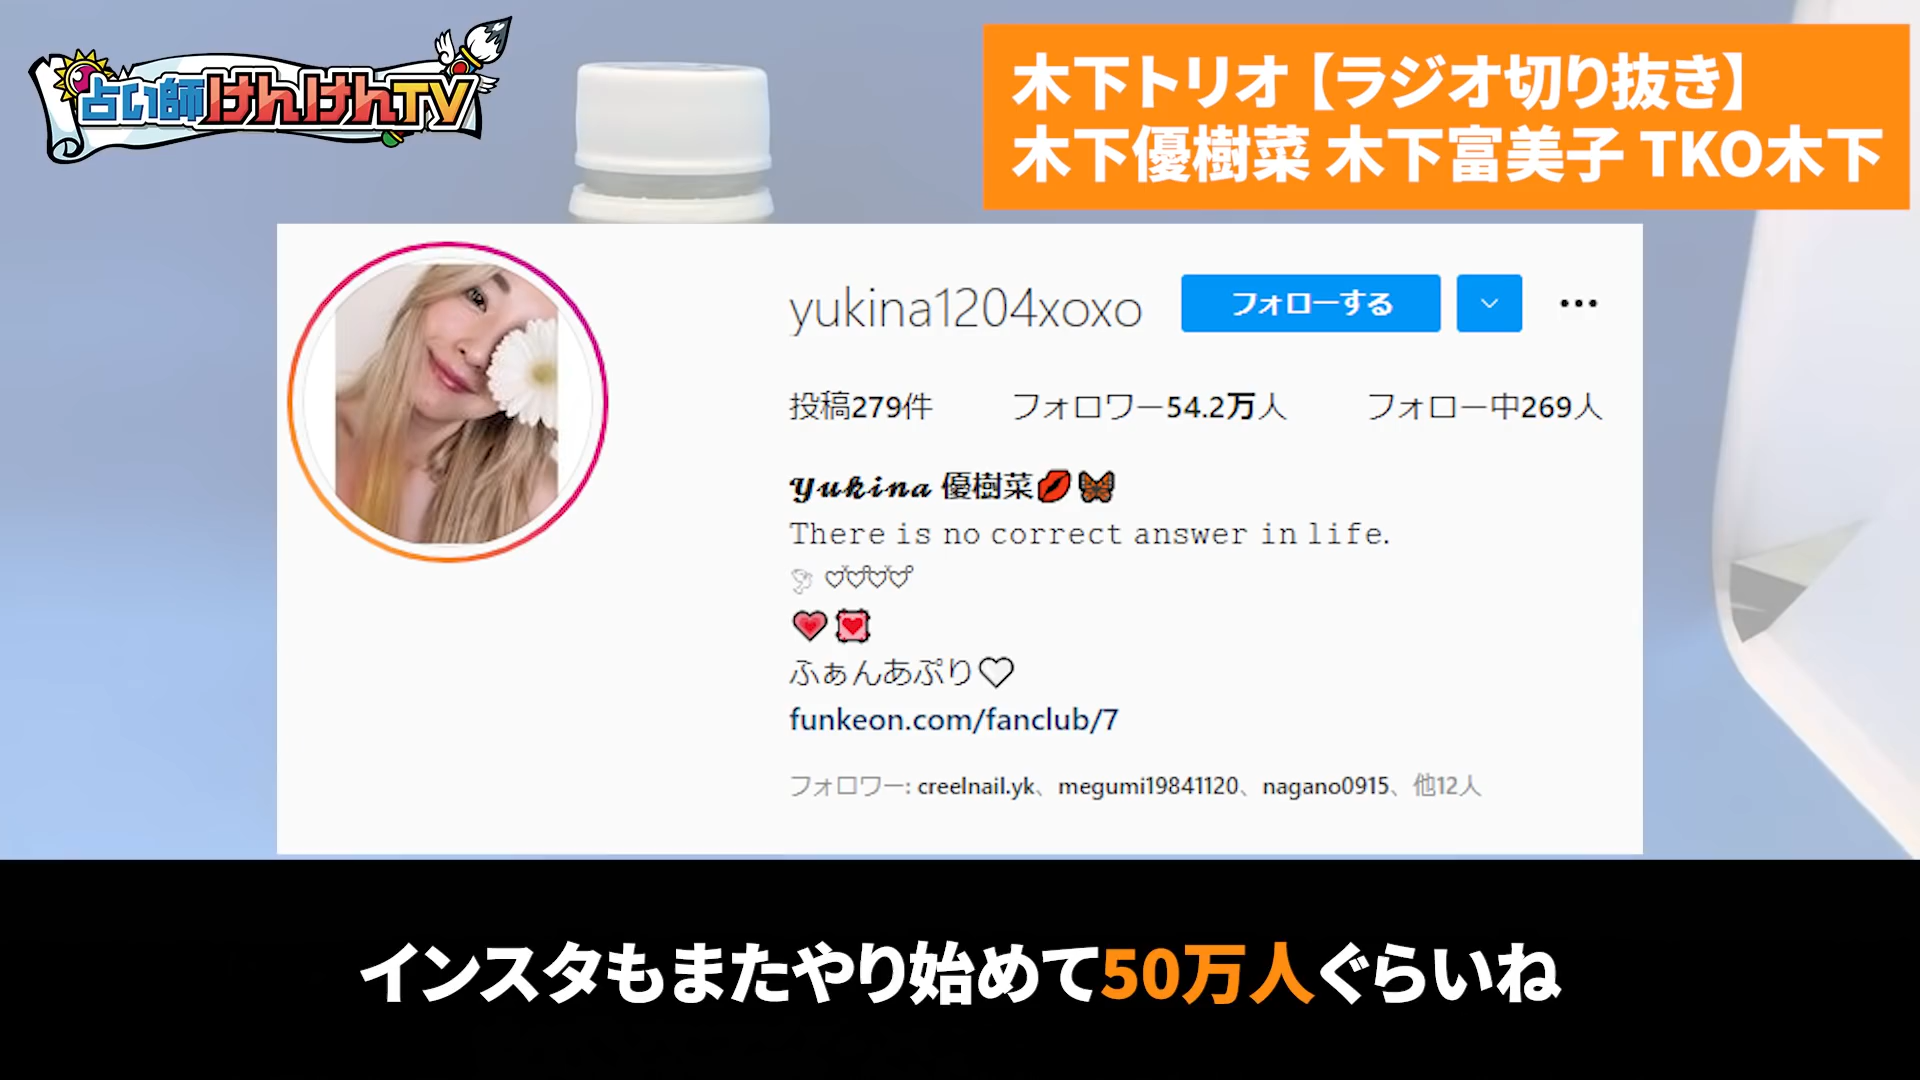 占い師けんけんTV
木下トリオ【ラジオ切り抜き】
木下優樹菜 木下富美子 TKO木下
yukina1204xoxo フォローする
投稿279件 フォロワー54.2万人 フォロー中269人
𝔂𝓾𝓴𝓲𝓷𝓪 優樹菜💋🦋
There is no correct answer in life.
🕊 ♡♡♡♡
💗💟
ふぁんあぷり♡
funkeon.com/fanclub/7
フォロワー: creelnail.yk、megumi19841120、nagano0915、他12人
インスタもまたやり始めて50万人ぐらいね